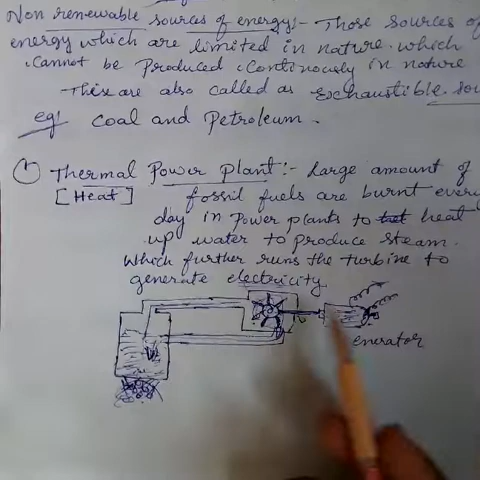 Non renewable sources of energy:- Those sources of
energy which are limited in nature. which
cannot be produced continously in nature
These are also called as exhaustible
eg: coal and Petroleum.
① Thermal Power plant:- Large amount of
[Heat] fossil fuels are burnt every
day in power plants to heat
up water to produce steam.
which further runs the turbine to
generate electricity
enerator